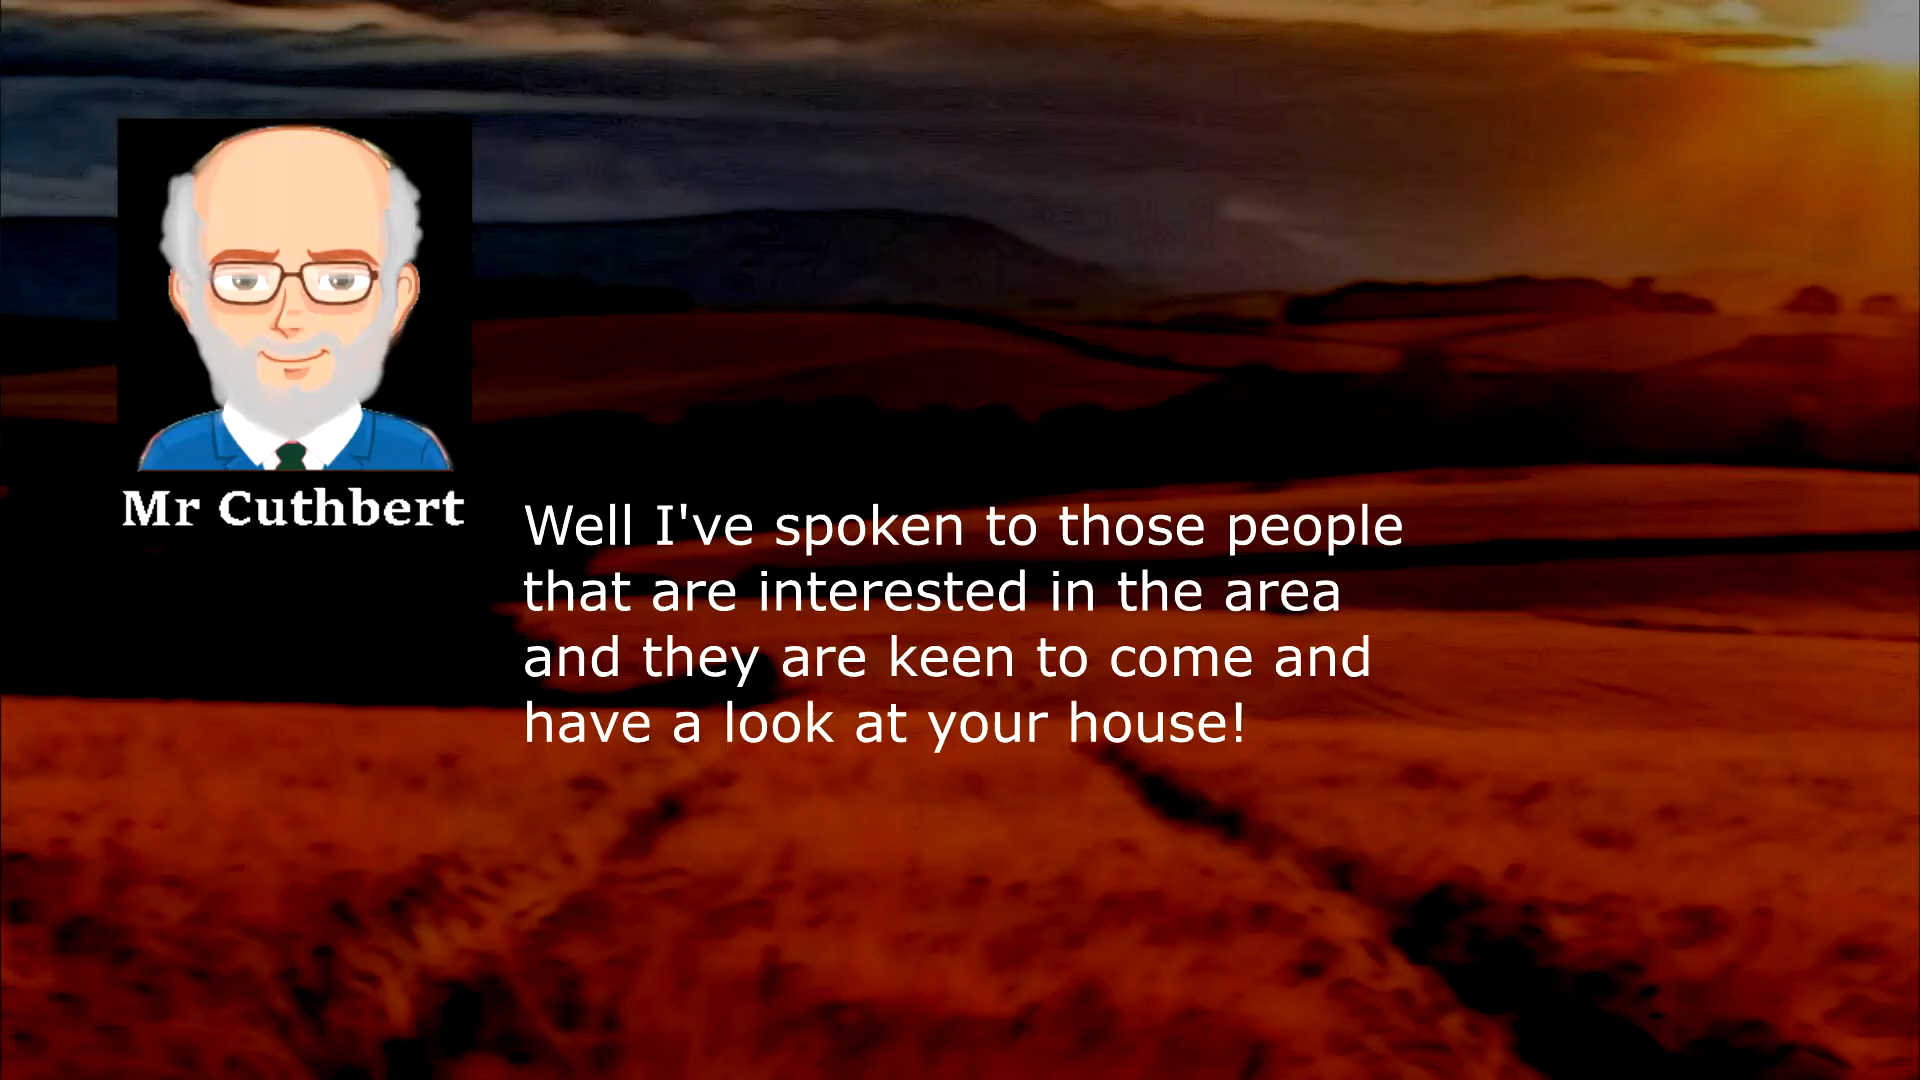 Mr Cuthbert
Well I've spoken to those people
that are interested in the area
and they are keen to come and
have a look at your house!